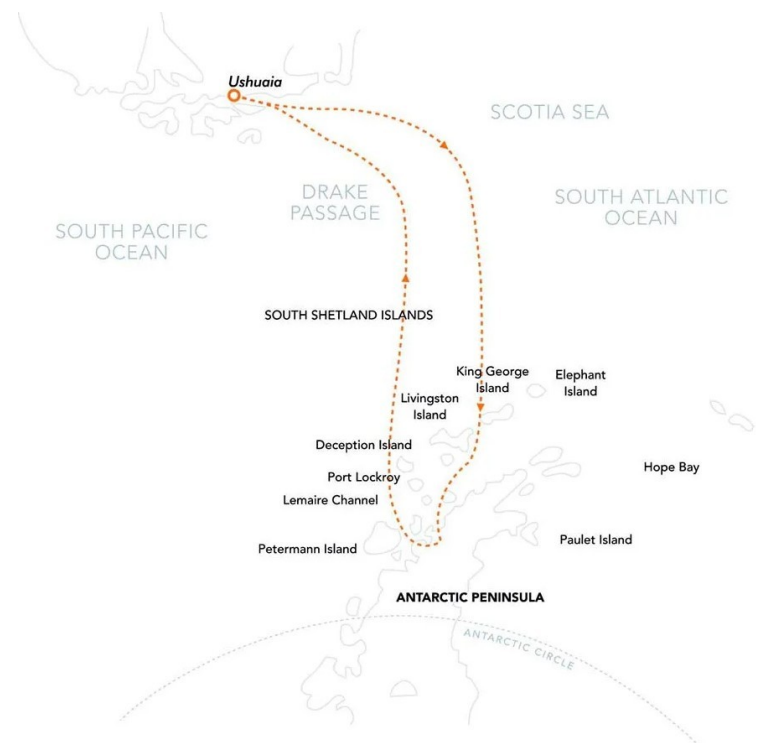 Ushuaia
SCOTIA SEA
DRAKE
PASSAGE
SOUTH ATLANTIC
OCEAN
SOUTH PACIFIC
OCEAN
SOUTH SHETLAND ISLANDS
King George
Island
Elephant
Island
Livingston
Island
Deception Island
Hope Bay
Port Lockroy
Lemaire Channel
Paulet Island
Petermann Island
ANTARCTIC PENINSULA
ANTARCTIC CIRCLE